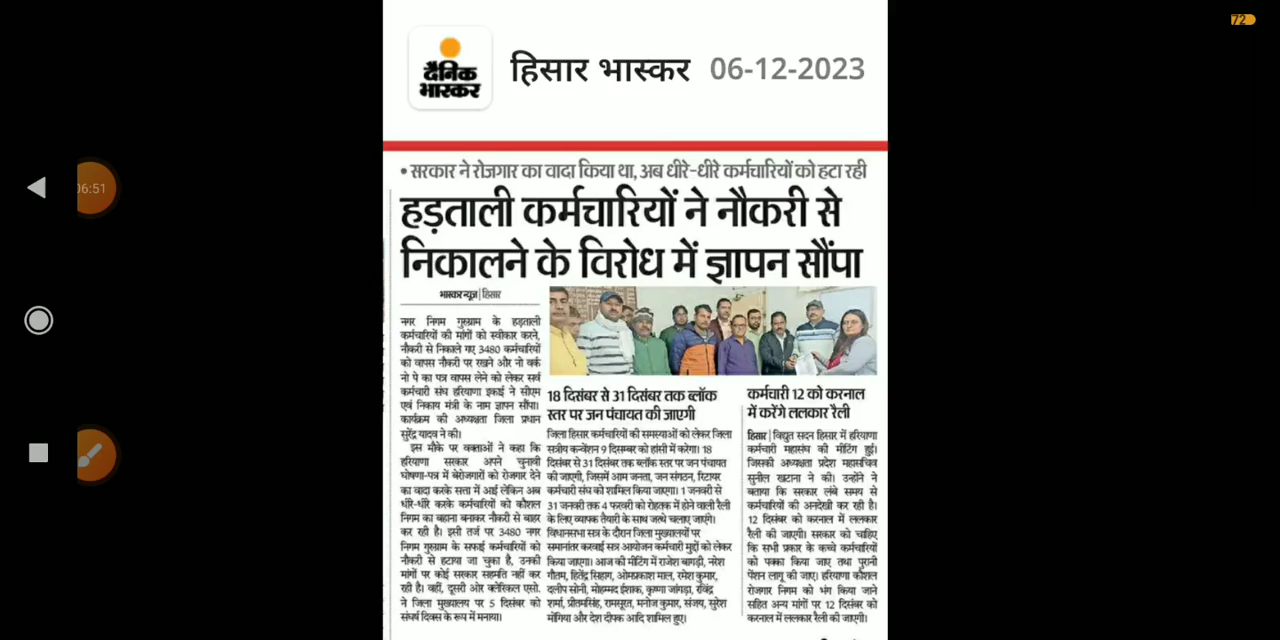 72
दैनिक
भास्कर
हिसार भास्कर 06-12-2023
06:51
• सरकार ने रोजगार का वादा किया था, अब धीरे-धीरे कर्मचारियों को हटा रही
हड़ताली कर्मचारियों ने नौकरी से
निकालने के विरोध में ज्ञापन सौंपा
भास्कर न्यूज | हिसार
नगर निगम गुरुग्राम के हड़ताली
कर्मचारियों की मांगों को स्वीकार करने,
नौकरी से निकाले गए 3480 कर्मचारियों
को वापस नौकरी पर रखने और नो वर्क
नो पे का पत्र वापस लेने को लेकर सर्व
कर्मचारी संघ हरियाणा इकाई ने सीएम
एवं निकाय मंत्री के नाम ज्ञापन सौंपा।
कार्यक्रम की अध्यक्षता जिला प्रधान
सुरेंद्र यादव ने की।
इस मौके पर वक्ताओं ने कहा कि
हरियाणा सरकार अपने चुनावी
घोषणा-पत्र में बेरोजगारों को रोजगार देने
का वादा करके सत्ता में आई लेकिन अब
धीरे-धीरे करके कर्मचारियों को कौशल
निगम का बहाना बनाकर नौकरी से बाहर
कर रही है। इसी तर्ज पर 3480 नगर
निगम गुरुग्राम के सफाई कर्मचारियों को
नौकरी से हटाया जा चुका है, उनकी
मांगों पर कोई सरकार सहमति नहीं कर
रही है। वहीं, दूसरी ओर क्लेरिकल एसो.
ने जिला मुख्यालय पर 5 दिसंबर को
संघर्ष दिवस के रूप में मनाया।
18 दिसंबर से 31 दिसंबर तक ब्लॉक
स्तर पर जन पंचायत की जाएगी
जिला हिसार कर्मचारियों की समस्याओं को लेकर जिला
स्तरीय कन्वेंशन 9 दिसम्बर को हांसी में करेगा। 18
दिसंबर से 31 दिसंबर तक ब्लॉक स्तर पर जन पंचायत
की जाएगी, जिसमें आम जनता, जन संगठन, रिटायर
कर्मचारी संघ को शामिल किया जाएगा। 1 जनवरी से
31 जनवरी तक 4 फरवरी को रोहतक में होने वाली रैली
के लिए व्यापक तैयारी के साथ जत्थे चलाए जाएंगे।
विधानसभा सत्र के दौरान जिला मुख्यालयों पर
समानांतर कार्रवाई सत्र आयोजन कर्मचारी मुद्दों को लेकर
किया जाएगा। आज की मीटिंग में राजेश बागड़ी, नरेश
गौतम, हितेंद्र सिहाग, ओमप्रकाश माल, रमेश कुमार,
दलीप सोनी, मोहम्मद ईशाक, कृष्णा जांगड़ा, रविंद्र
शर्मा, प्रीतमसिंह, रामसूरत, मनोज कुमार, संजय, सुरेश
मोंगिया और देश दीपक आदि शामिल हुए।
कर्मचारी 12 को करनाल
में करेंगे ललकार रैली
हिसार | विद्युत सदन हिसार में हरियाणा
कर्मचारी महासंघ की मीटिंग हुई।
जिसकी अध्यक्षता प्रदेश महासचिव
सुनील खटाना ने की। उन्होंने ने
बताया कि सरकार लंबे समय से
कर्मचारियों की अनदेखी कर रही है।
12 दिसंबर को करनाल में ललकार
रैली की जाएगी। सरकार को चाहिए
कि सभी प्रकार के कच्चे कर्मचारियों
को पक्का किया जाए तथा पुरानी
पेंशन लागू की जाए। हरियाणा कौशल
रोजगार निगम को भंग किया जाने
सहित अन्य मांगों पर 12 दिसंबर को
करनाल में ललकार रैली की जाएगी।